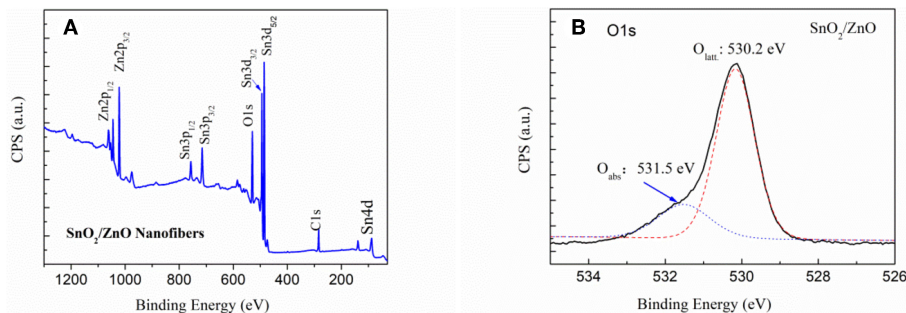 A
Zn2p1/2
Zn2p3/2
Sn3p1/2
Sn3p3/2
O1s
Sn3d3/2
Sn3d5/2
C1s
Sn4d
SnO2/ZnO Nanofibers
CPS (a.u.)
1200 1000 800 600 400 200
Binding Energy (eV)
B
O1s
SnO2/ZnO
Olatt.: 530.2 eV
Oabs: 531.5 eV
CPS (a.u.)
534 532 530 528 526
Binding Energy (eV)